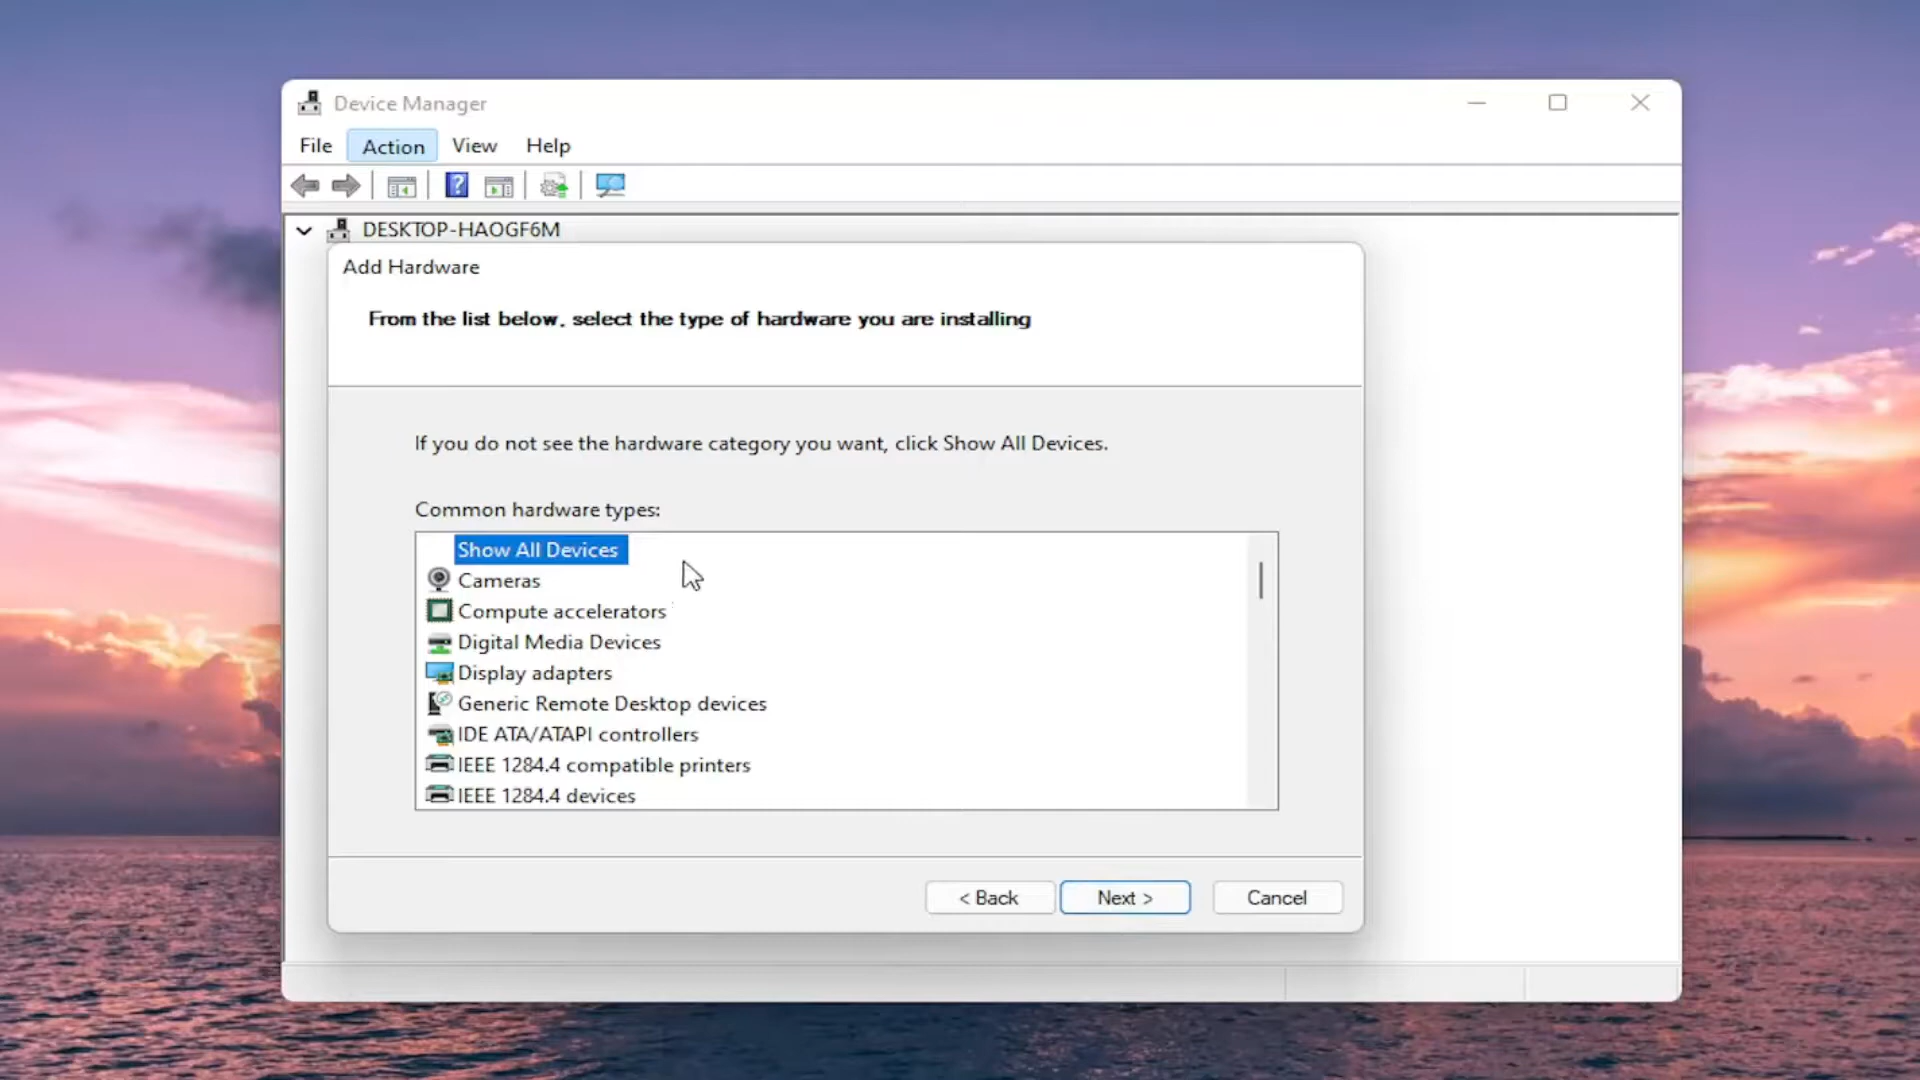 Device Manager
File Action View Help
DESKTOP-HAOGF6M
Add Hardware
From the list below, select the type of hardware you are installing
If you do not see the hardware category you want, click Show All Devices.
Common hardware types:
Show All Devices
Cameras
Compute accelerators
Digital Media Devices
Display adapters
Generic Remote Desktop devices
IDE ATA/ATAPI controllers
IEEE 1284.4 compatible printers
IEEE 1284.4 devices
< Back Next > Cancel